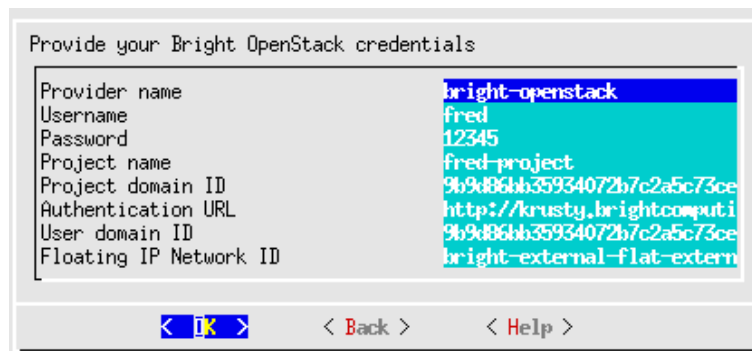 Provide your Bright OpenStack credentials
Provider name bright-openstack
Username fred
Password 12345
Project name fred-project
Project domain ID 9b9d86bb35934072b7c2a5c73ce
Authentication URL http://krusty.brightcomputi
User domain ID 9b9d86bb35934072b7c2a5c73ce
Floating IP Network ID bright-external-flat-extern
< OK > < Back > < Help >